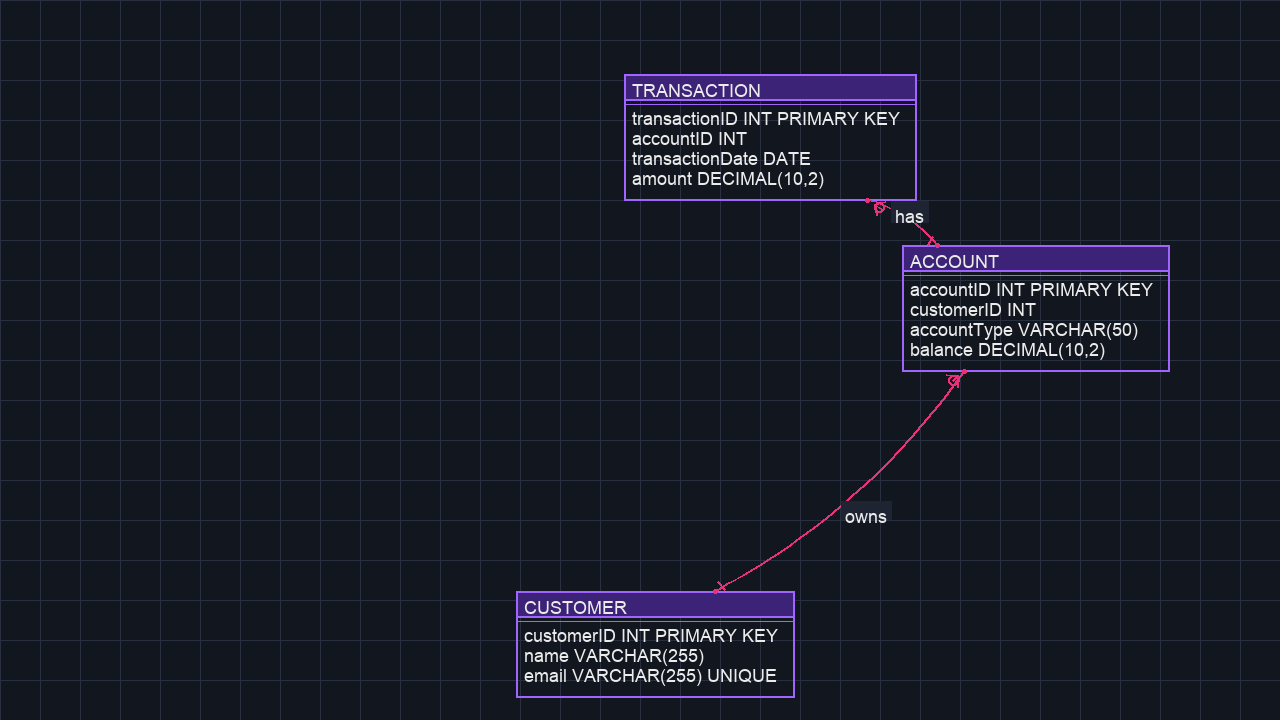 TRANSACTION
transactionID INT PRIMARY KEY
accountID INT
transactionDate DATE
amount DECIMAL(10,2)
has
ACCOUNT
accountID INT PRIMARY KEY
customerID INT
accountType VARCHAR(50)
balance DECIMAL(10,2)
owns
CUSTOMER
customerID INT PRIMARY KEY
name VARCHAR(255)
email VARCHAR(255) UNIQUE